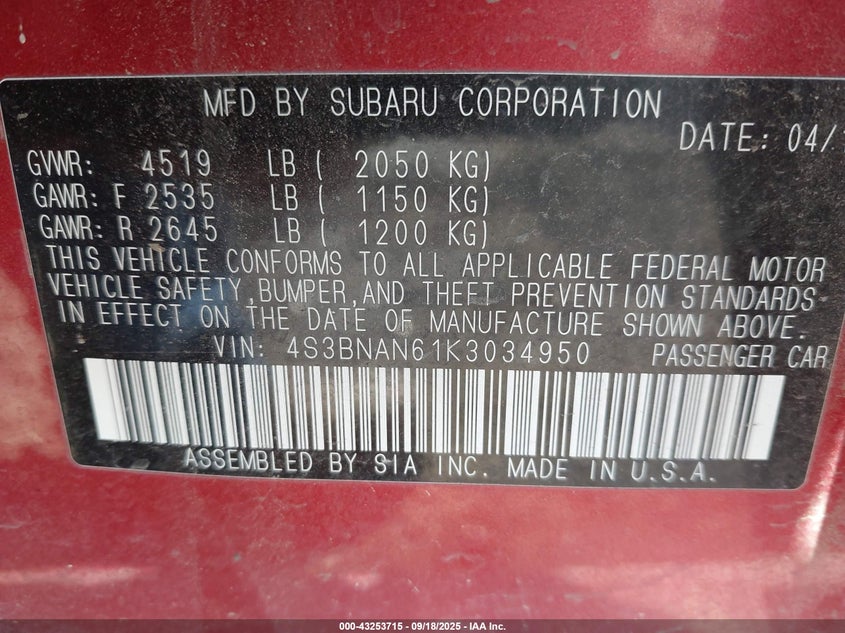 MFD BY SUBARU CORPORATION
DATE: 04/
GVWR: 4519 LB ( 2050 KG)
GAWR: F 2535 LB ( 1150 KG)
GAWR: R 2645 LB ( 1200 KG)
THIS VEHICLE CONFORMS TO ALL APPLICABLE FEDERAL MOTOR
VEHICLE SAFETY,BUMPER,AND THEFT PREVENTION STANDARDS
IN EFFECT ON THE DATE OF MANUFACTURE SHOWN ABOVE.
VIN: 4S3BNAN61K3034950 PASSENGER CAR
ASSEMBLED BY SIA INC. MADE IN U.S.A.
000-43253715 - 09/18/2025 - IAA Inc.